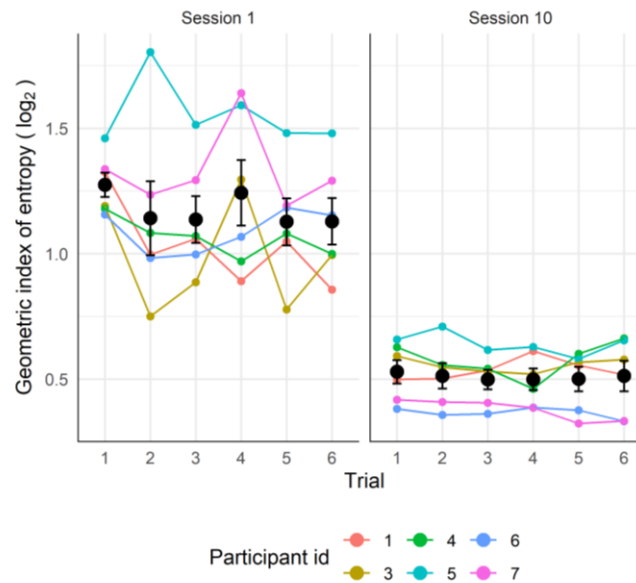 Session 1
Session 10
Geometric index of entropy ( log₂ )
1.5
1.0
0.5
1 2 3 4 5 6
1 2 3 4 5 6
Trial
Participant id
1 4 6
3 5 7